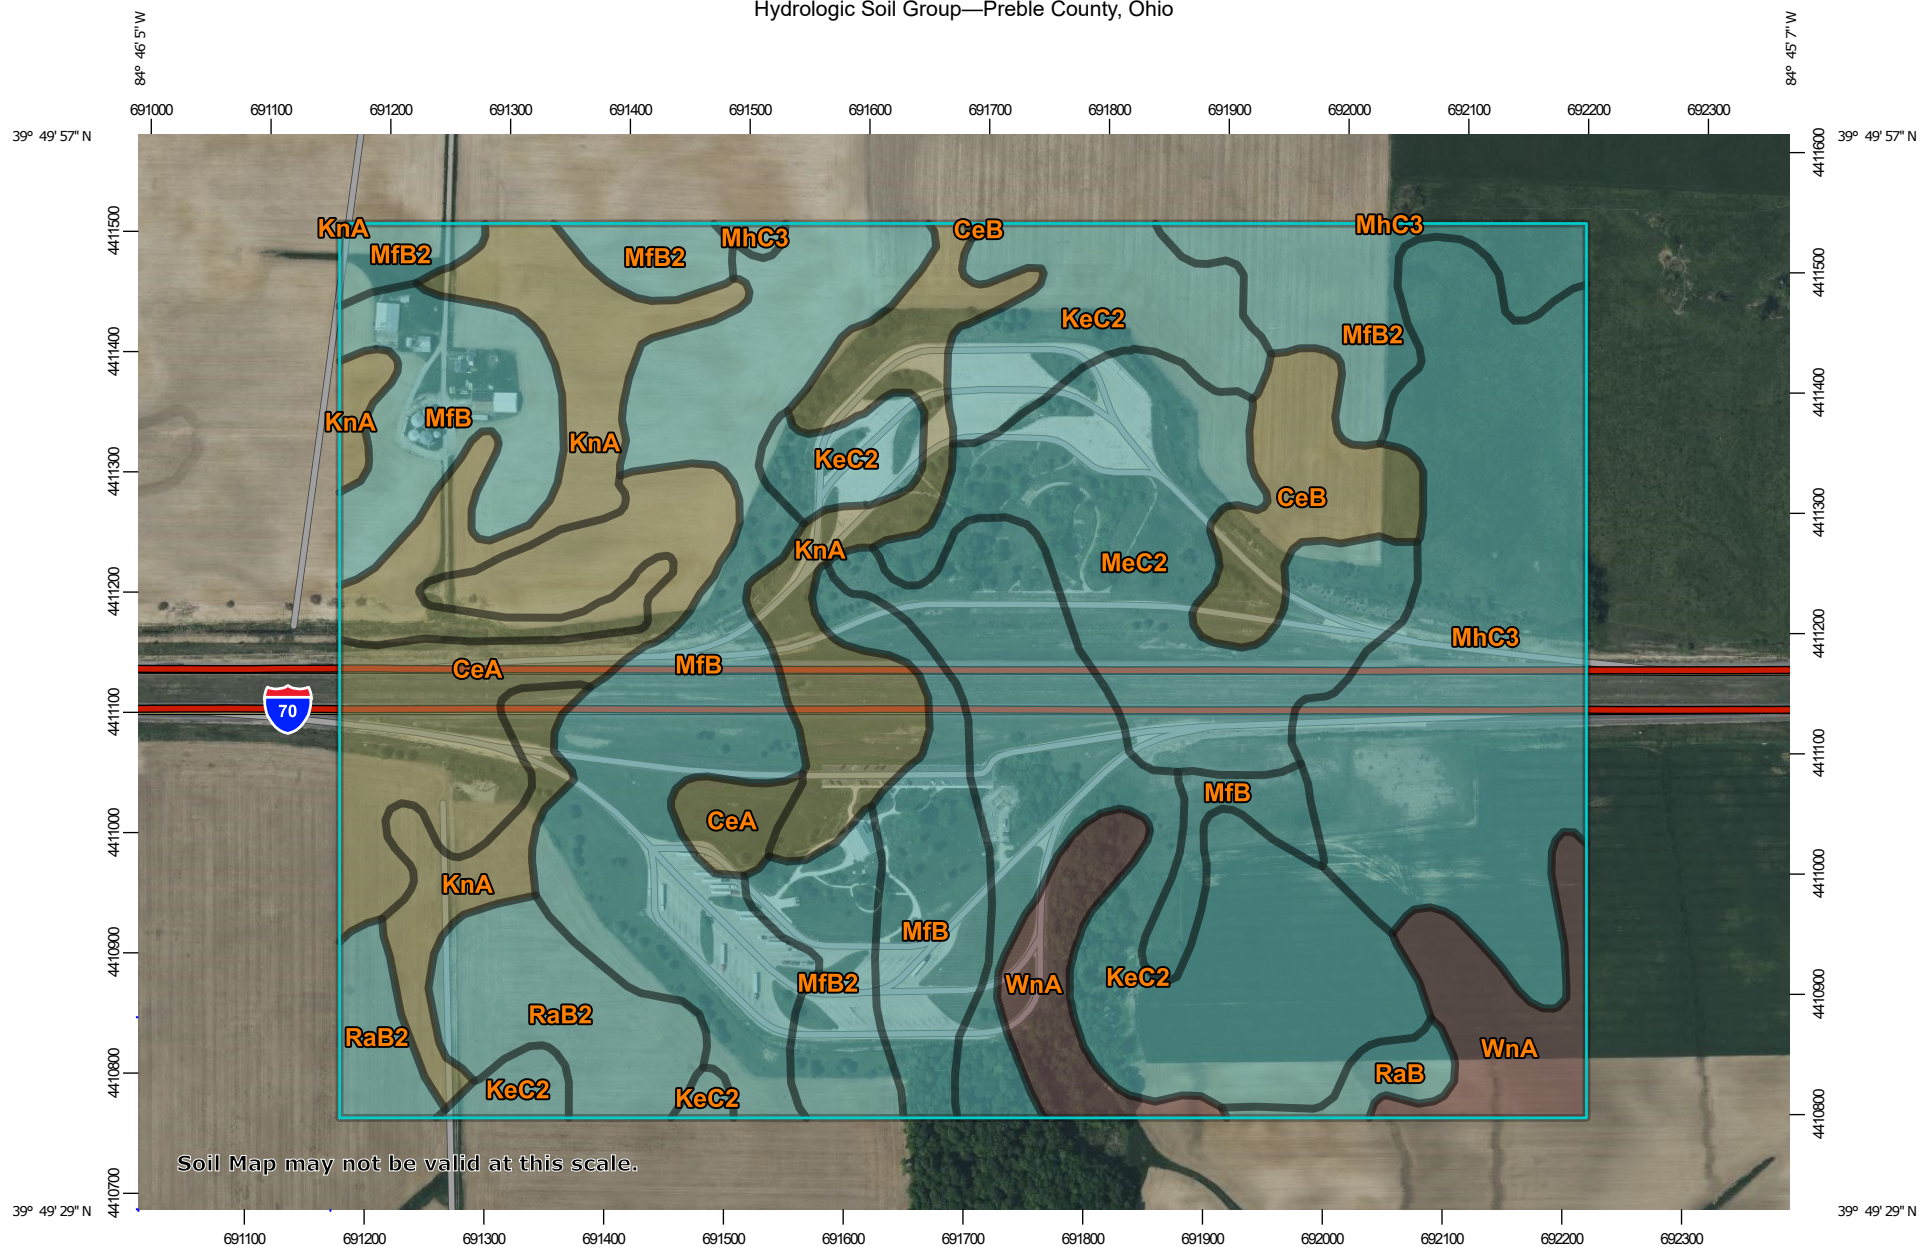 Hydrologic Soil Group—Preble County, Ohio
84° 46' 5" W
84° 45' 7" W
691000 691100 691200 691300 691400 691500 691600 691700 691800 691900 692000 692100 692200 692300
39° 49' 57" N
39° 49' 57" N
4411600
4411500
4411500
4411400
4411400
4411300
4411300
4411200
4411200
4411100
4411100
4411000
4411000
4410900
4410900
4410800
4410800
4410700
KnA
MfB2
MfB2
MhC3
CeB
MhC3
KeC2
MfB2
KnA
MfB
KnA
KeC2
CeB
KnA
MeC2
MhC3
CeA
MfB
70
MfB
CeA
KnA
MfB
MfB2
WnA
KeC2
RaB2
RaB2
WnA
RaB
KeC2
KeC2
Soil Map may not be valid at this scale.
39° 49' 29" N
39° 49' 29" N
691100 691200 691300 691400 691500 691600 691700 691800 691900 692000 692100 692200 692300